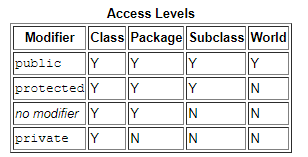 Access Levels
Modifier Class Package Subclass World
public Y Y Y Y
protected Y Y Y N
no modifier Y Y N N
private Y N N N